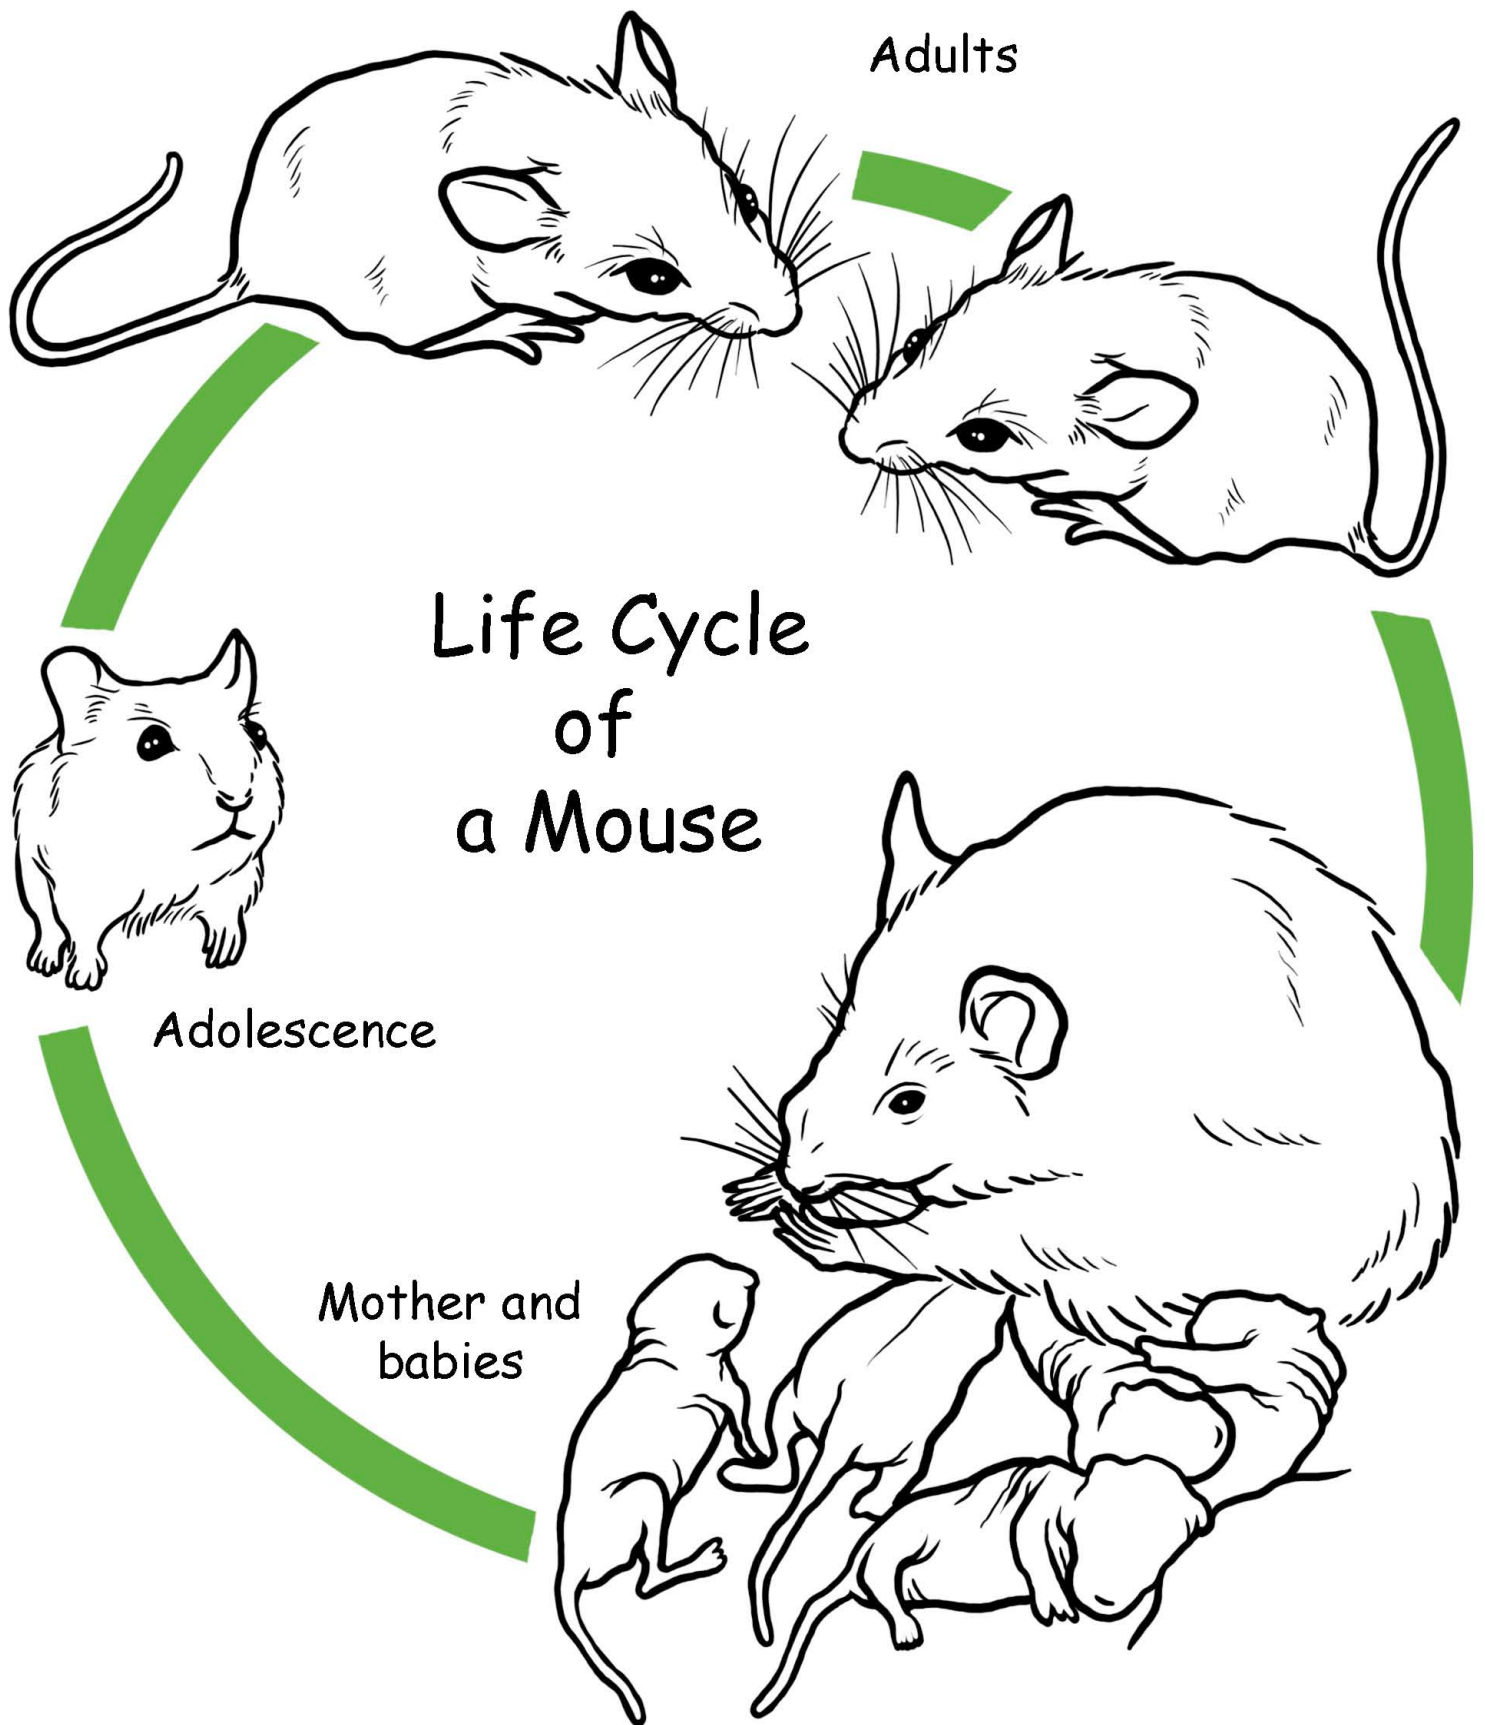 Adults
Life Cycle
of
a Mouse
Adolescence
Mother and
babies